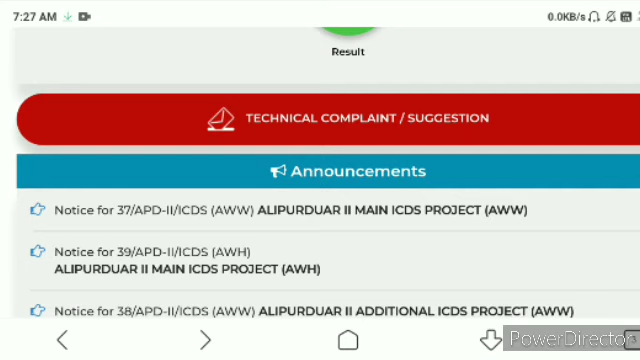 7:27 AM
0.0KB/s
Result
TECHNICAL COMPLAINT / SUGGESTION
Announcements
Notice for 37/APD-II/ICDS (AWW) ALIPURDUAR II MAIN ICDS PROJECT (AWW)
Notice for 39/APD-II/ICDS (AWH)
ALIPURDUAR II MAIN ICDS PROJECT (AWH)
Notice for 38/APD-II/ICDS (AWW) ALIPURDUAR II ADDITIONAL ICDS PROJECT (AWW)
PowerDirector